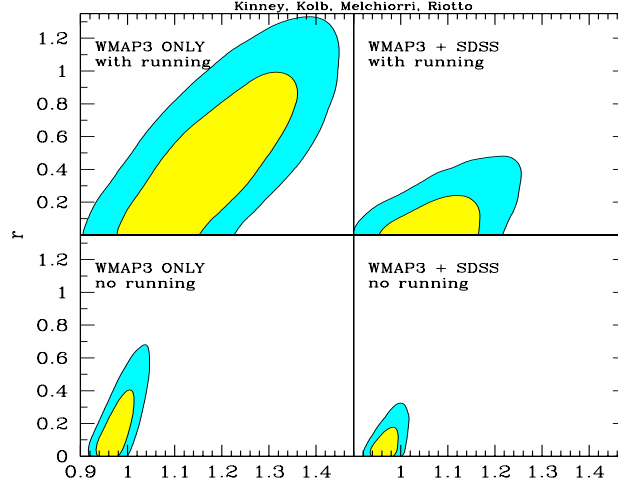 Kinney, Kolb, Melchiorri, Riotto
1.2
1
0.8
0.6
0.4
0.2
WMAP3 ONLY
with running
WMAP3 + SDSS
with running
r
1.2
1
0.8
0.6
0.4
0.2
0
WMAP3 ONLY
no running
WMAP3 + SDSS
no running
0.9 1 1.1 1.2 1.3 1.4 1 1.1 1.2 1.3 1.4